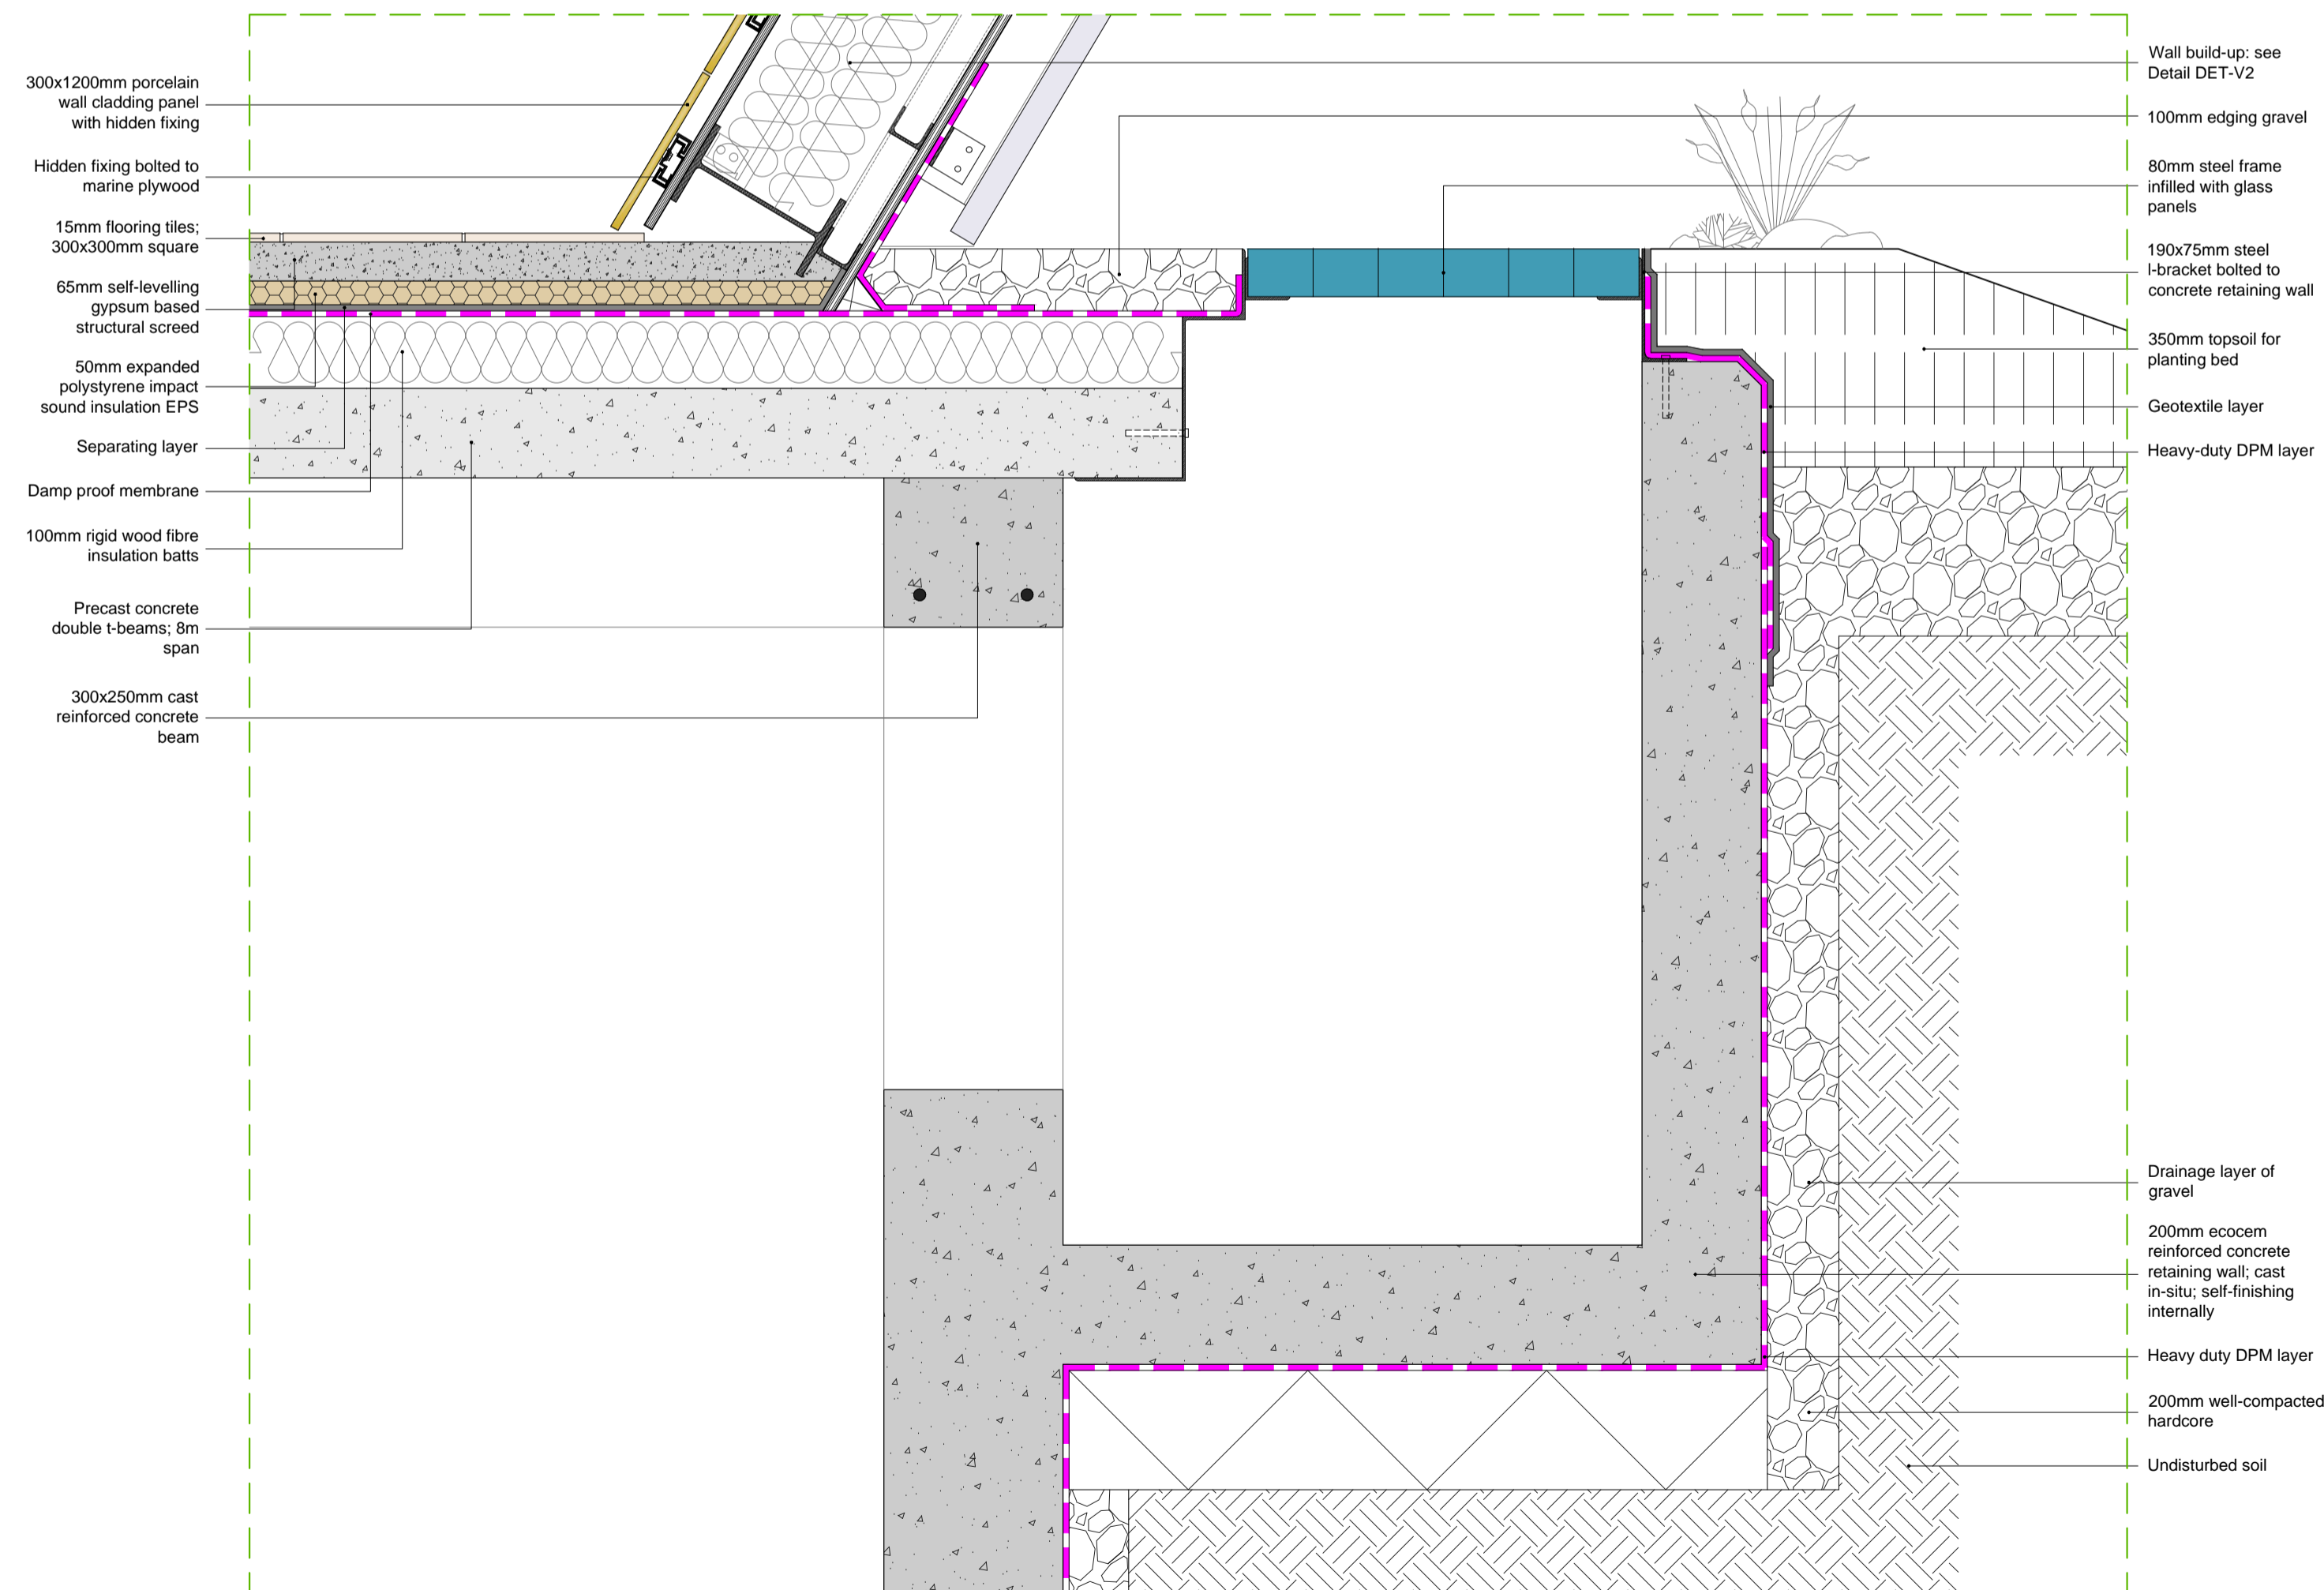 300x1200mm porcelain
wall cladding panel
with hidden fixing
Hidden fixing bolted to
marine plywood
15mm flooring tiles;
300x300mm square
65mm self-levelling
gypsum based
structural screed
50mm expanded
polystyrene impact
sound insulation EPS
Separating layer
Damp proof membrane
100mm rigid wood fibre
insulation batts
Precast concrete
double t-beams; 8m
span
300x250mm cast
reinforced concrete
beam
Wall build-up: see
Detail DET-V2
100mm edging gravel
80mm steel frame
infilled with glass
panels
190x75mm steel
l-bracket bolted to
concrete retaining wall
350mm topsoil for
planting bed
Geotextile layer
Heavy-duty DPM layer
Drainage layer of
gravel
200mm ecocem
reinforced concrete
retaining wall; cast
in-situ; self-finishing
internally
Heavy duty DPM layer
200mm well-compacted
hardcore
Undisturbed soil